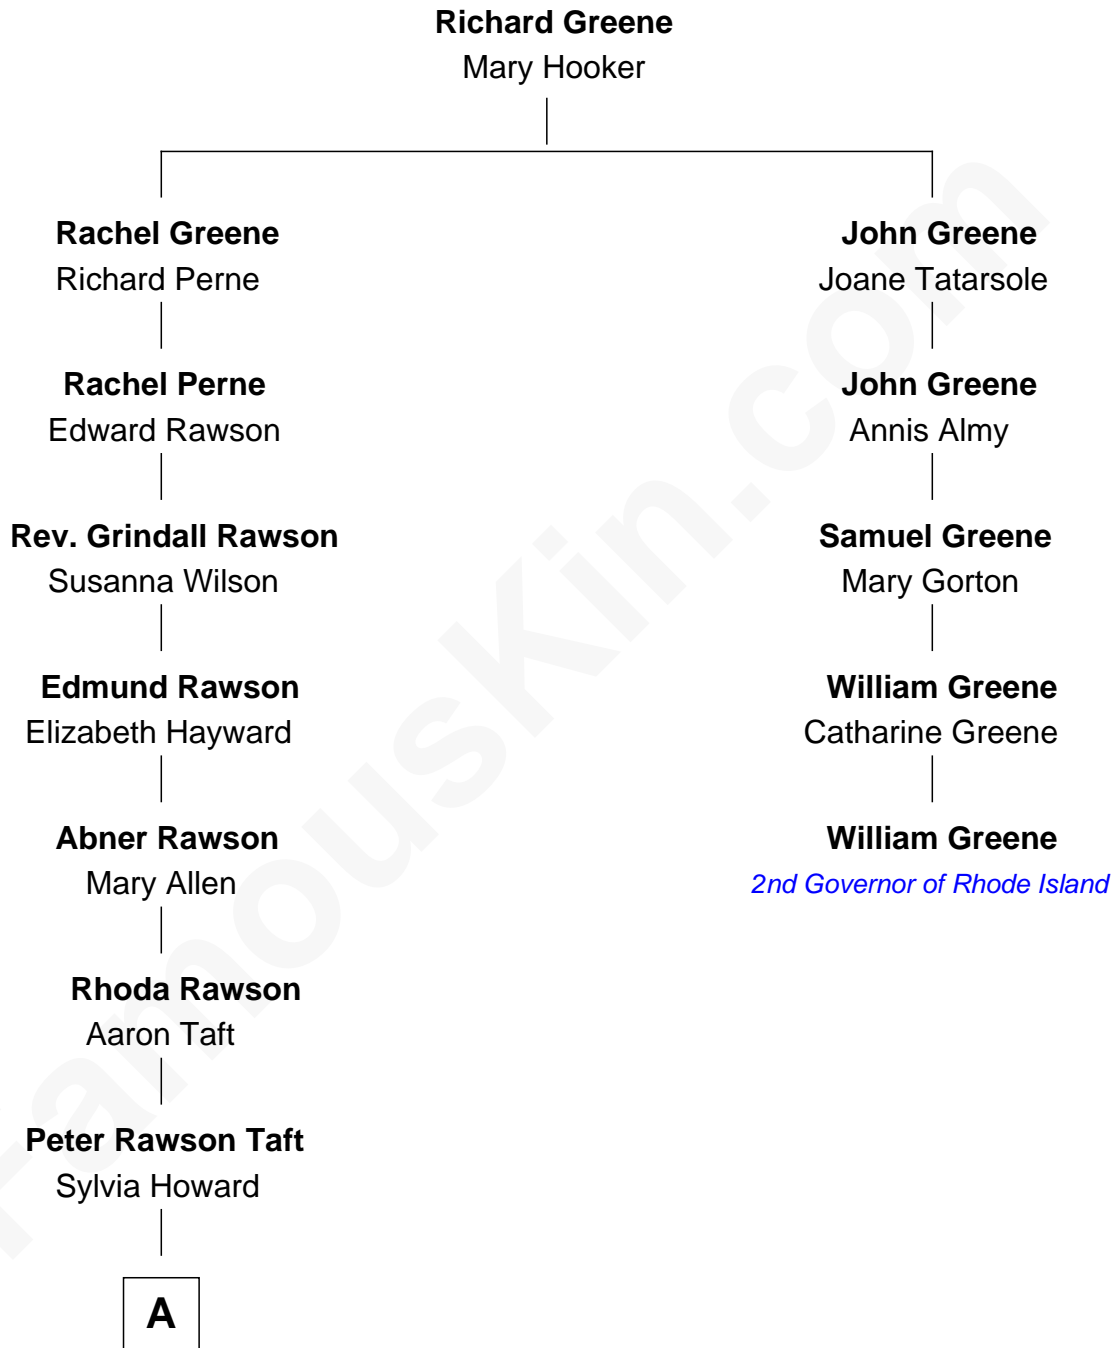 Richard Greene
Mary Hooker
Rachel Greene
Richard Perne
John Greene
Joane Tatarsole
Rachel Perne
Edward Rawson
John Greene
Annis Almy
Rev. Grindall Rawson
Susanna Wilson
Samuel Greene
Mary Gorton
Edmund Rawson
Elizabeth Hayward
William Greene
Catharine Greene
Abner Rawson
Mary Allen
William Greene
2nd Governor of Rhode Island
Rhoda Rawson
Aaron Taft
Peter Rawson Taft
Sylvia Howard
A
FamousKin.com